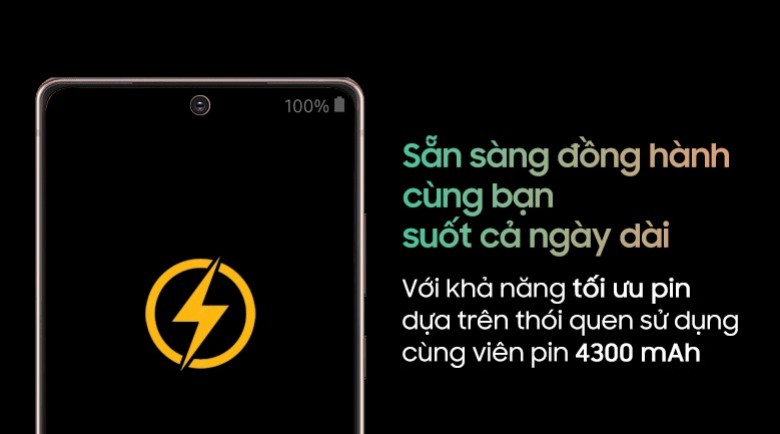 100%
Sẵn sàng đồng hành
cùng bạn
suốt cả ngày dài
Với khả năng tối ưu pin
dựa trên thói quen sử dụng
cùng viên pin 4300 mAh